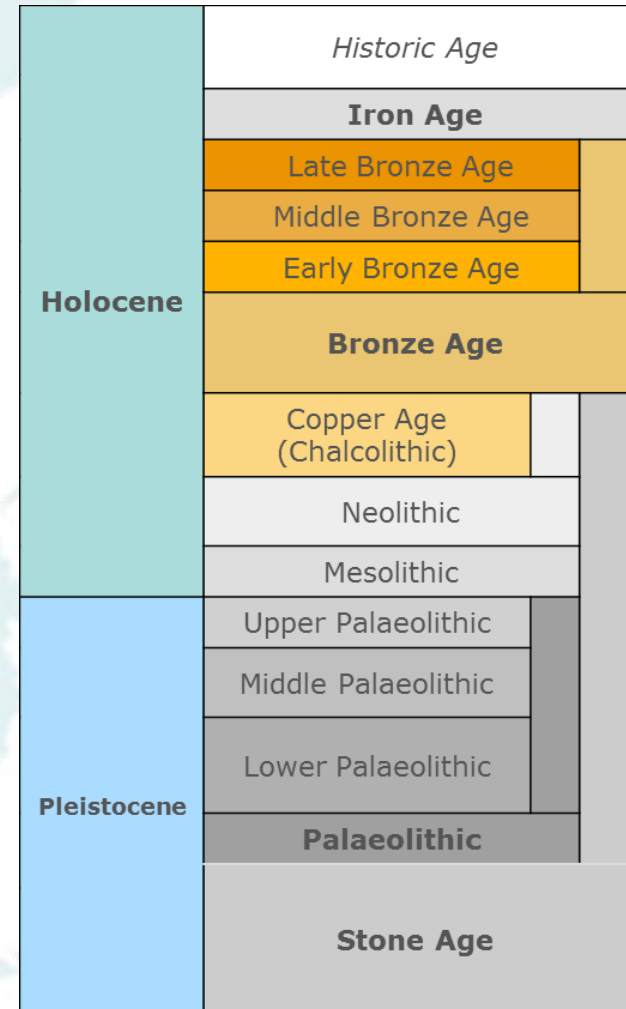 Historic Age
Iron Age
Late Bronze Age
Middle Bronze Age
Early Bronze Age
Holocene
Bronze Age
Copper Age
(Chalcolithic)
Neolithic
Mesolithic
Upper Palaeolithic
Middle Palaeolithic
Lower Palaeolithic
Pleistocene
Palaeolithic
Stone Age